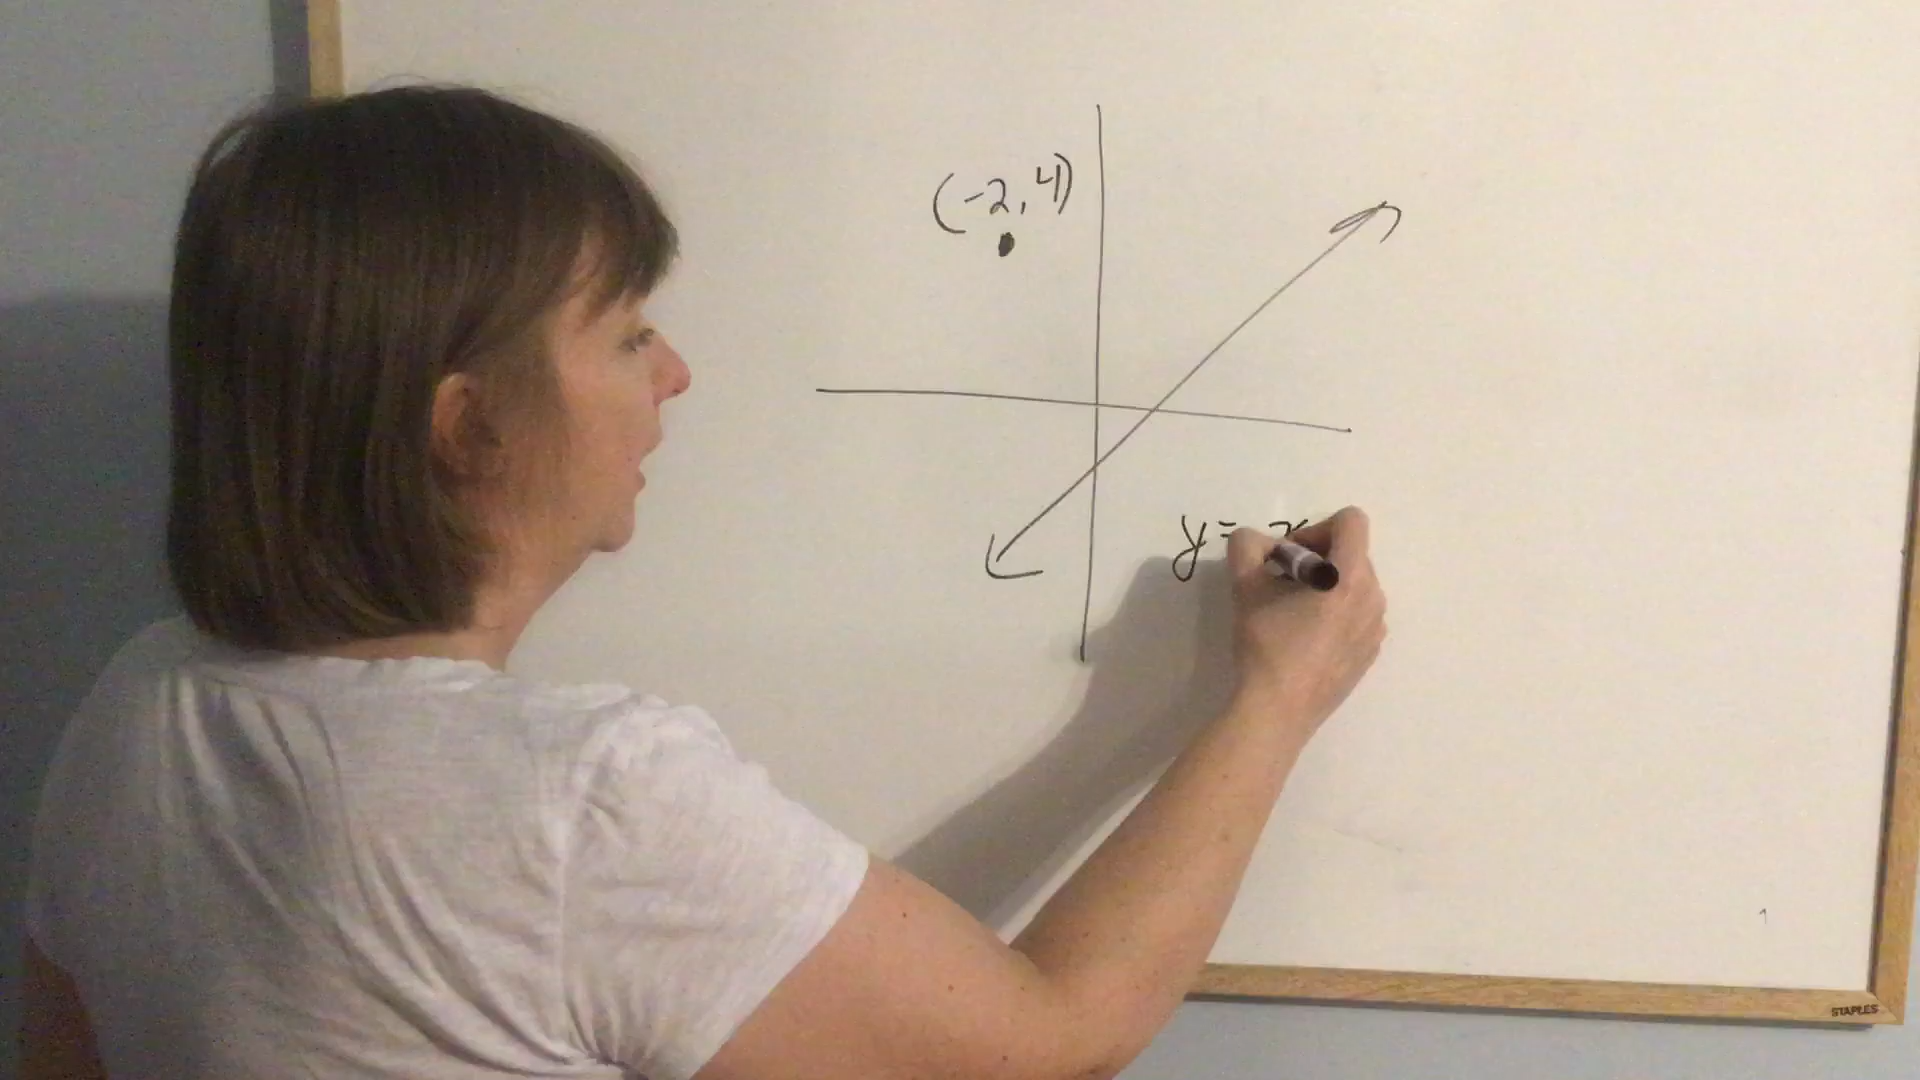 (-2, 4)
y = x
STAPLES